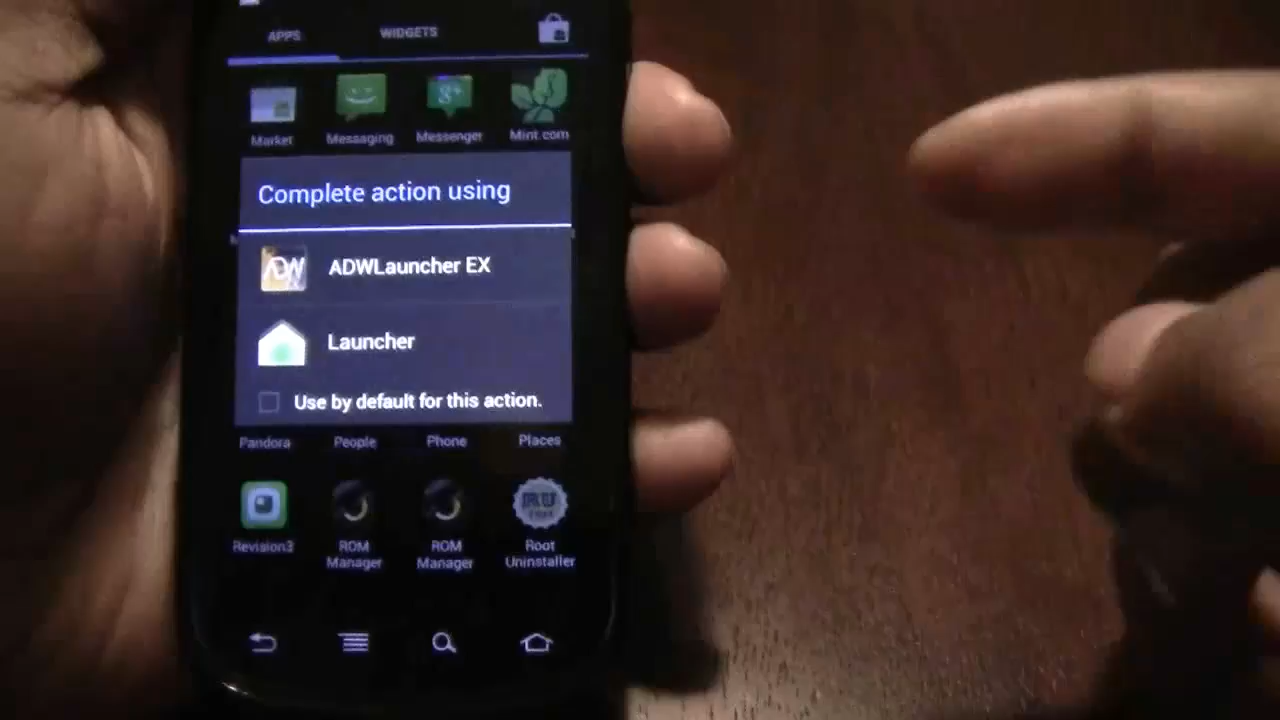 APPS WIDGETS
Market Messaging Messenger Mint.com
Complete action using
ADW
ADWLauncher EX
Launcher
Use by default for this action.
Pandora People Phone Places
Revision3 ROM Manager ROM Manager Root Uninstaller